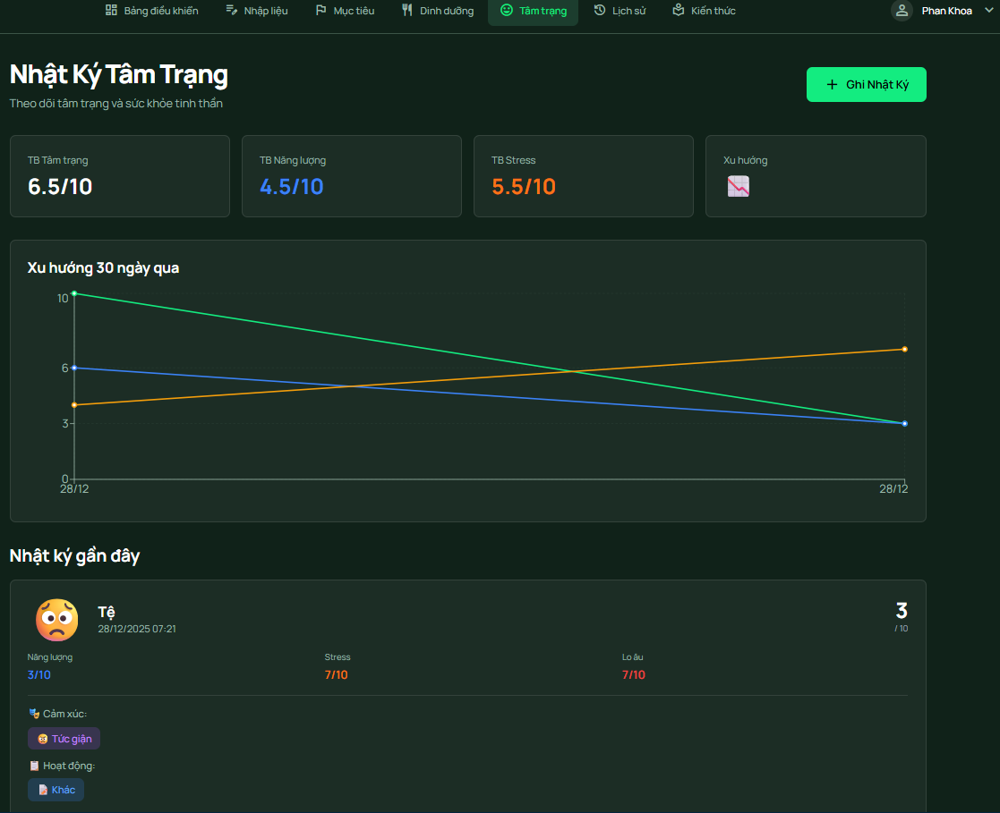 Bảng điều khiển Nhập liệu Mục tiêu Dinh dưỡng Tâm trạng Lịch sử Kiến thức Phan Khoa
Nhật Ký Tâm Trạng
Theo dõi tâm trạng và sức khỏe tinh thần
+ Ghi Nhật Ký
TB Tâm trạng
6.5/10
TB Năng lượng
4.5/10
TB Stress
5.5/10
Xu hướng
Xu hướng 30 ngày qua
10
6
3
0
28/12 28/12
Nhật ký gần đây
Tệ
28/12/2025 07:21
3
/ 10
Năng lượng Stress Lo âu
3/10 7/10 7/10
Cảm xúc:
Tức giận
Hoạt động:
Khác